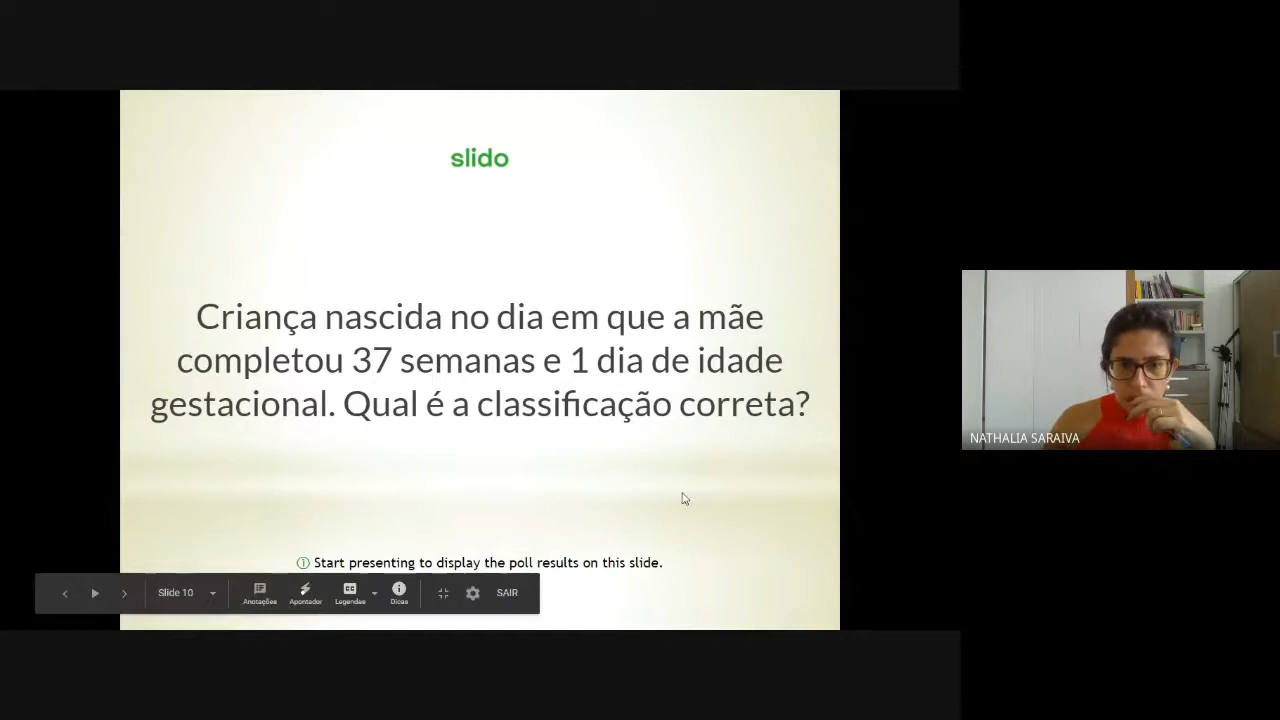 slido
Criança nascida no dia em que a mãe
completou 37 semanas e 1 dia de idade
gestacional. Qual é a classificação correta?
ⓘ Start presenting to display the poll results on this slide.
Slide 10
Anotações
Apontador
Legendas
Dicas
SAIR
NATHALIA SARAIVA